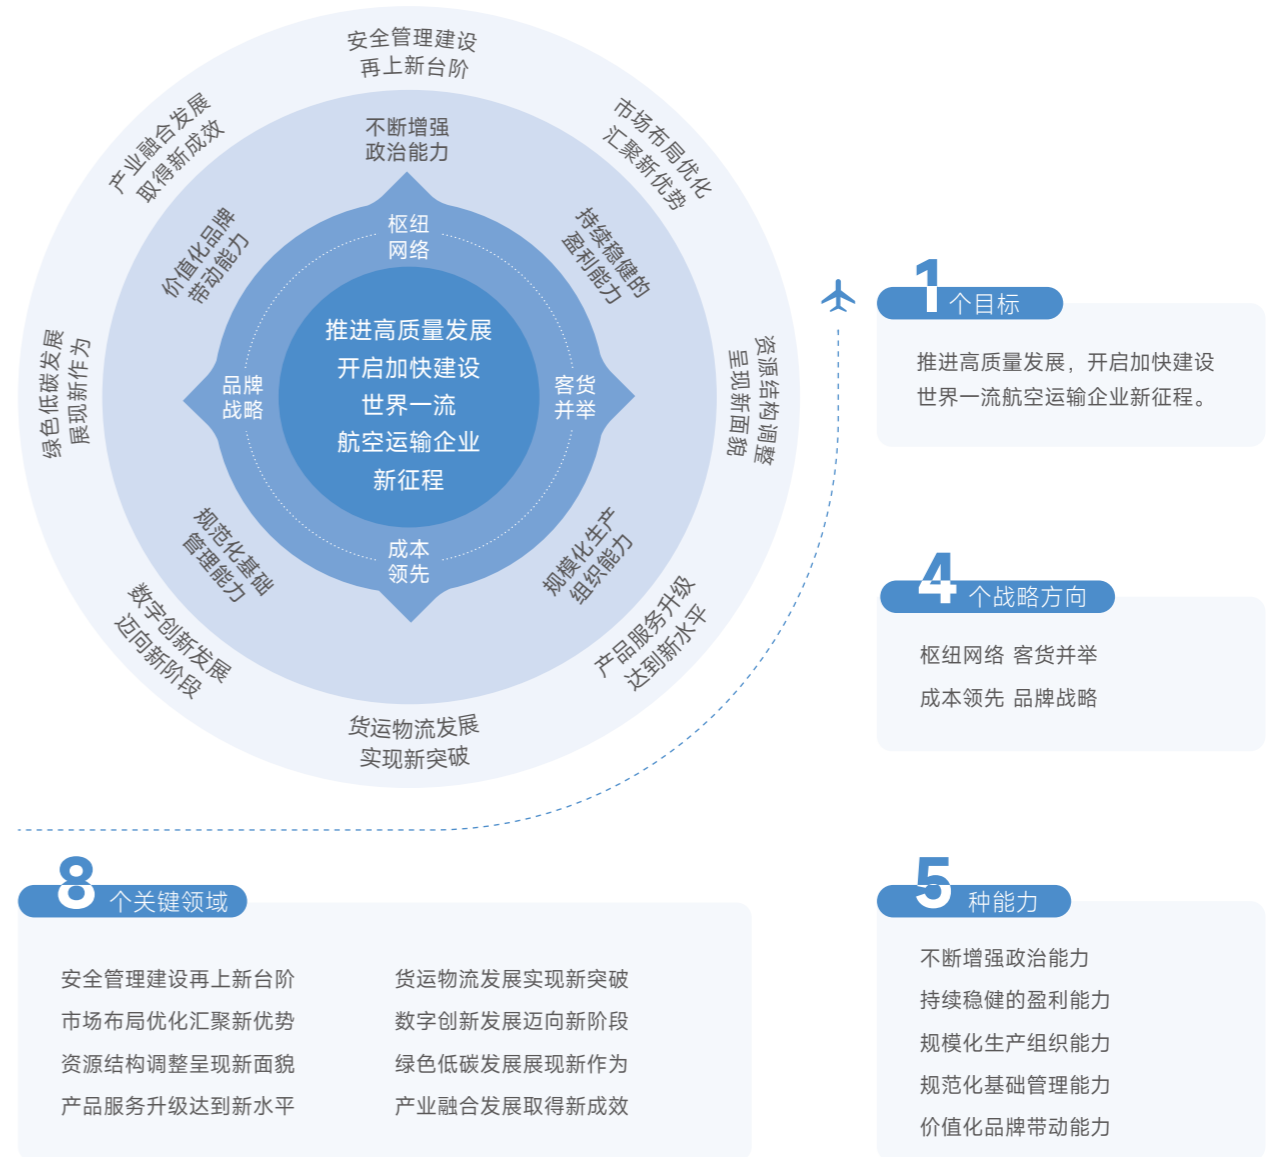 安全管理建设
再上新台阶
市场布局优化
汇聚新优势
资源结构调整
呈现新面貌
产品服务升级
达到新水平
货运物流发展
实现新突破
数字创新发展
迈向新阶段
绿色低碳发展
展现新作为
产业融合发展
取得新成效
不断增强
政治能力
持续稳健的
盈利能力
规模化生产
组织能力
规范化基础
管理能力
价值化品牌
带动能力
枢纽
网络
客货
并举
成本
领先
品牌
战略
推进高质量发展
开启加快建设
世界一流
航空运输企业
新征程
1个目标
推进高质量发展，开启加快建设
世界一流航空运输企业新征程。
4个战略方向
枢纽网络 客货并举
成本领先 品牌战略
8个关键领域
安全管理建设再上新台阶
市场布局优化汇聚新优势
资源结构调整呈现新面貌
产品服务升级达到新水平
货运物流发展实现新突破
数字创新发展迈向新阶段
绿色低碳发展展现新作为
产业融合发展取得新成效
5种能力
不断增强政治能力
持续稳健的盈利能力
规模化生产组织能力
规范化基础管理能力
价值化品牌带动能力